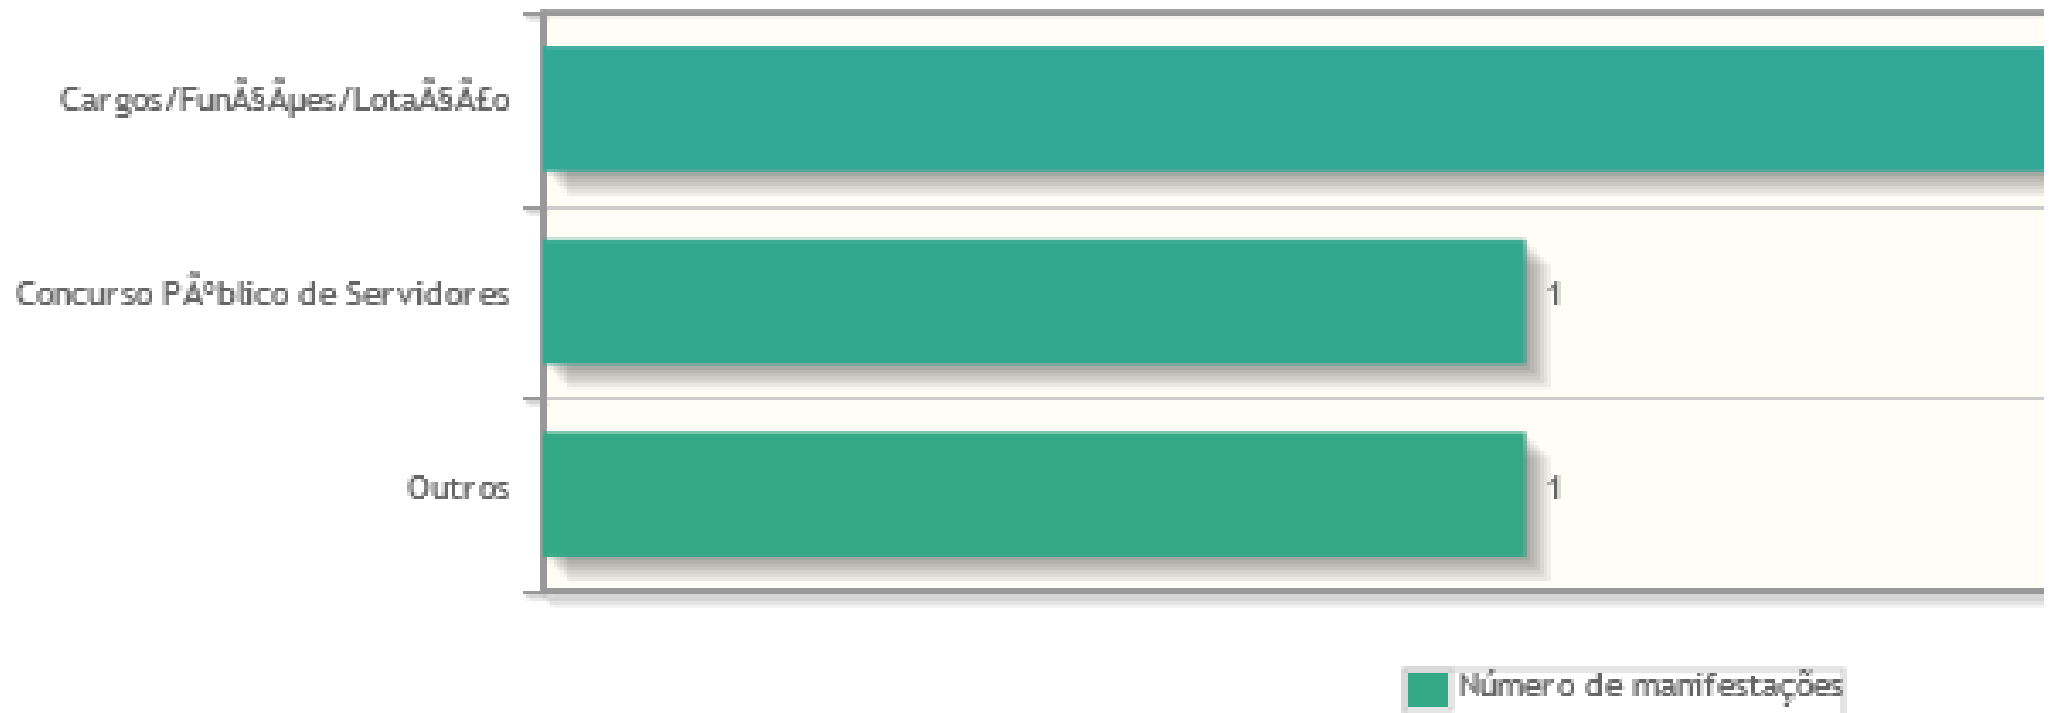 Cargos/FunÃ§Ãµes/LotaÃ§Ã£o
Concurso PÃºblico de Servidores
1
Outros
1
Número de manifestações